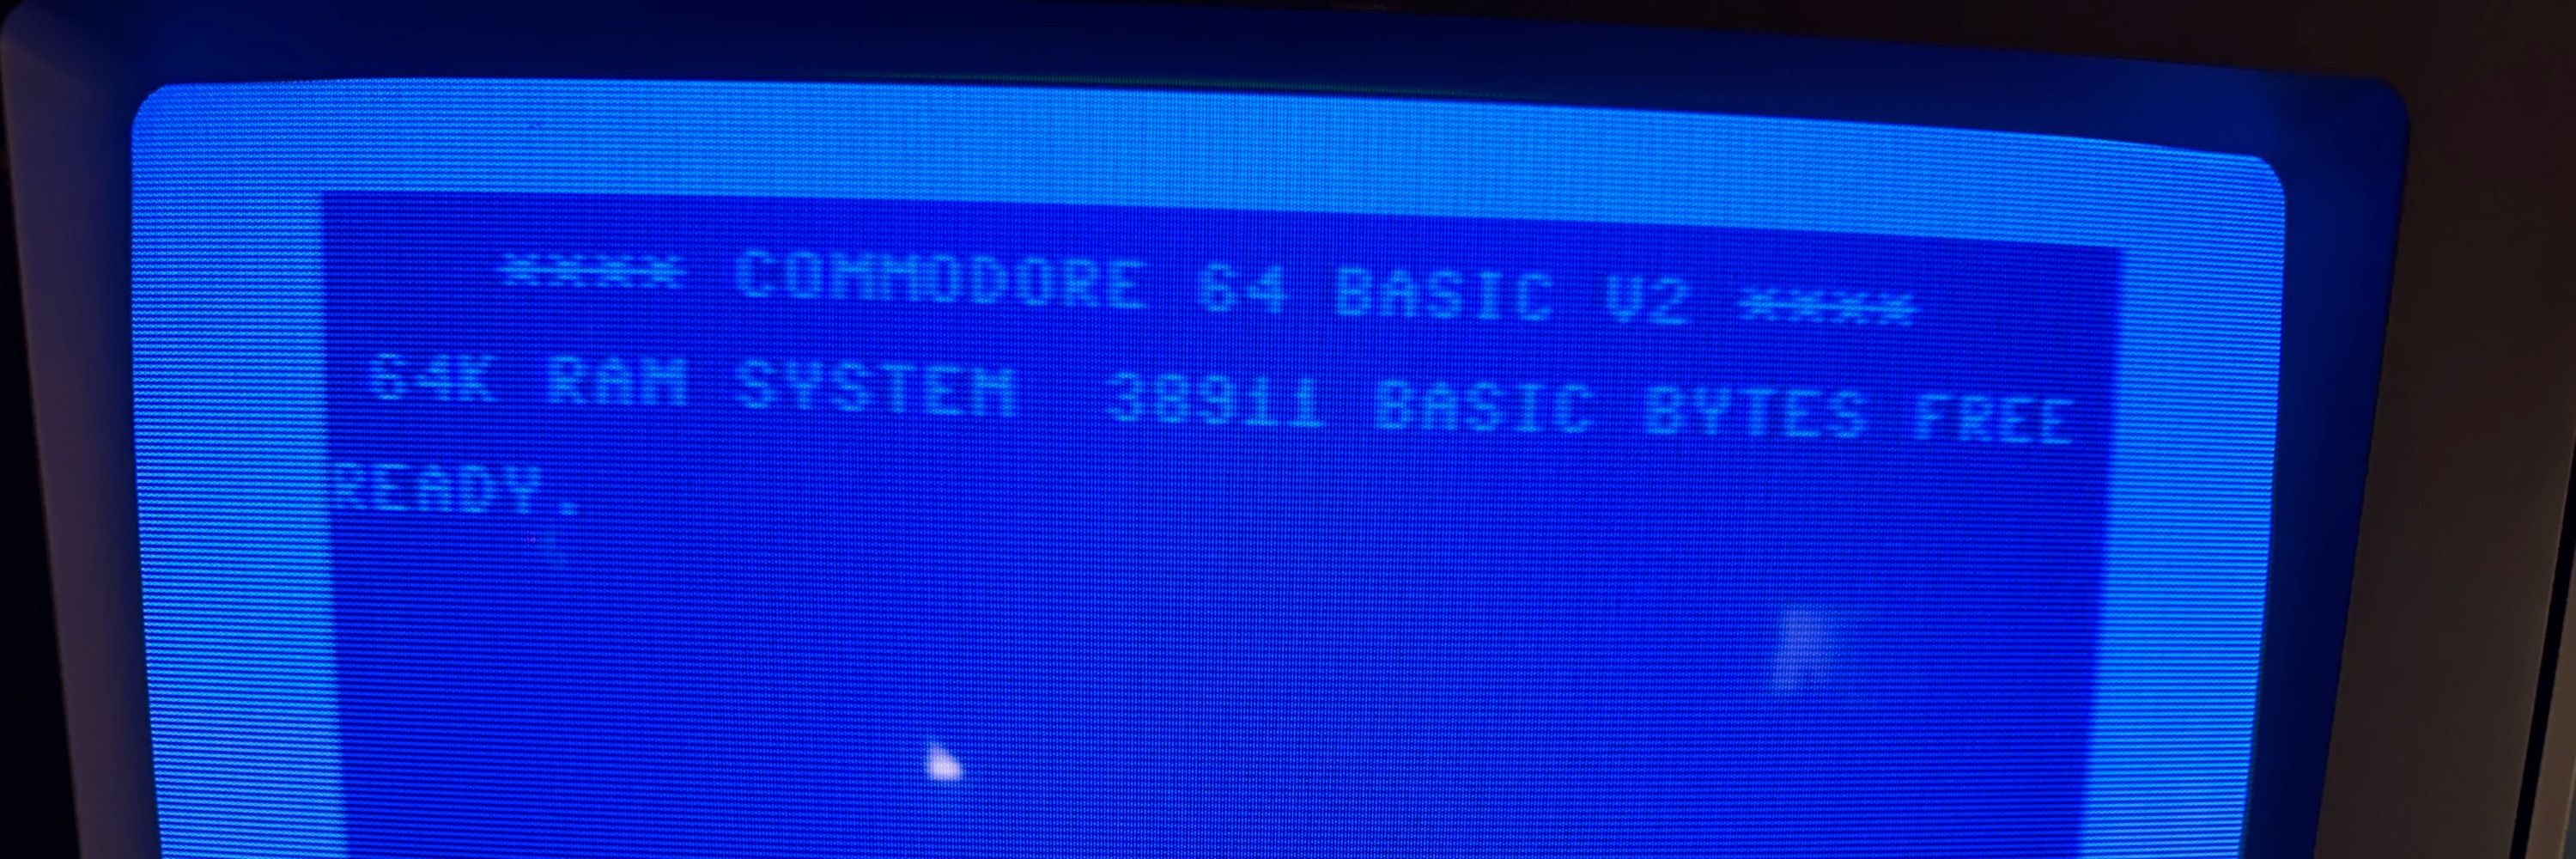 **** COMMODORE 64 BASIC V2 ****
64K RAM SYSTEM  38911 BASIC BYTES FREE
READY.